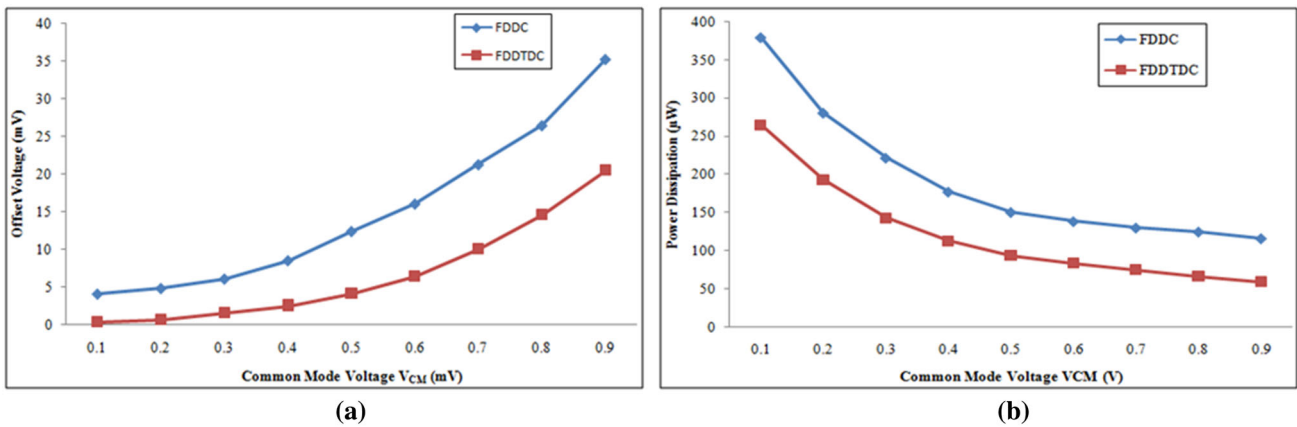 40
35
30
25
20
15
10
5
0
Offset Voltage (mV)
FDDC
FDDTDC
0.1 0.2 0.3 0.4 0.5 0.6 0.7 0.8 0.9
Common Mode Voltage VCM (mV)
(a)
400
350
300
250
200
150
100
50
0
Power Dissipation (µW)
FDDC
FDDTDC
0.1 0.2 0.3 0.4 0.5 0.6 0.7 0.8 0.9
Common Mode Voltage VCM (V)
(b)